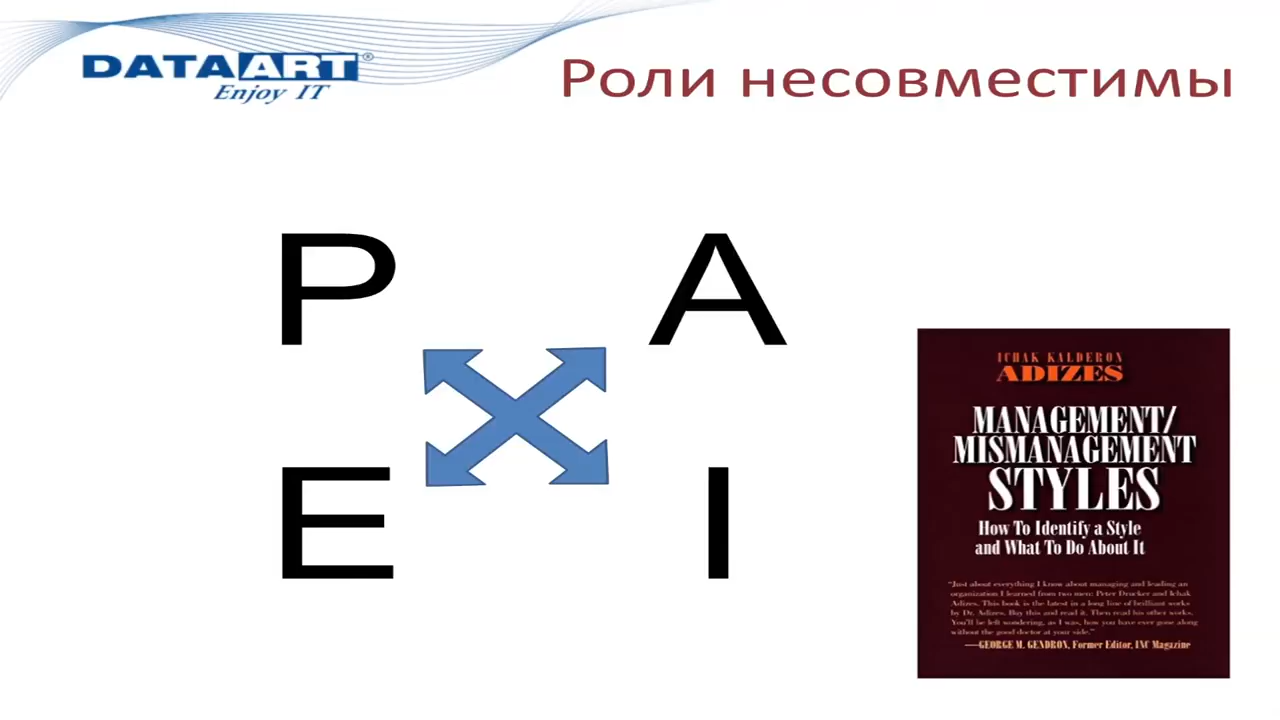 DATAART®
Enjoy IT
Роли несовместимы
P A
E I
ICHAK KALDERON
ADIZES
MANAGEMENT/
MISMANAGEMENT
STYLES
How To Identify a Style
and What To Do About It
"Just about everything I know about managing and leading an
organization I learned from two men: Peter Drucker and Ichak
Adizes. This book is the latest in a long line of brilliant works
by Dr. Adizes. Buy this and read it. Then read his other works.
You'll be left wondering, as I was, how you have ever gone along
without the good doctor at your side."
—GEORGE M. GENDRON, Former Editor, INC Magazine